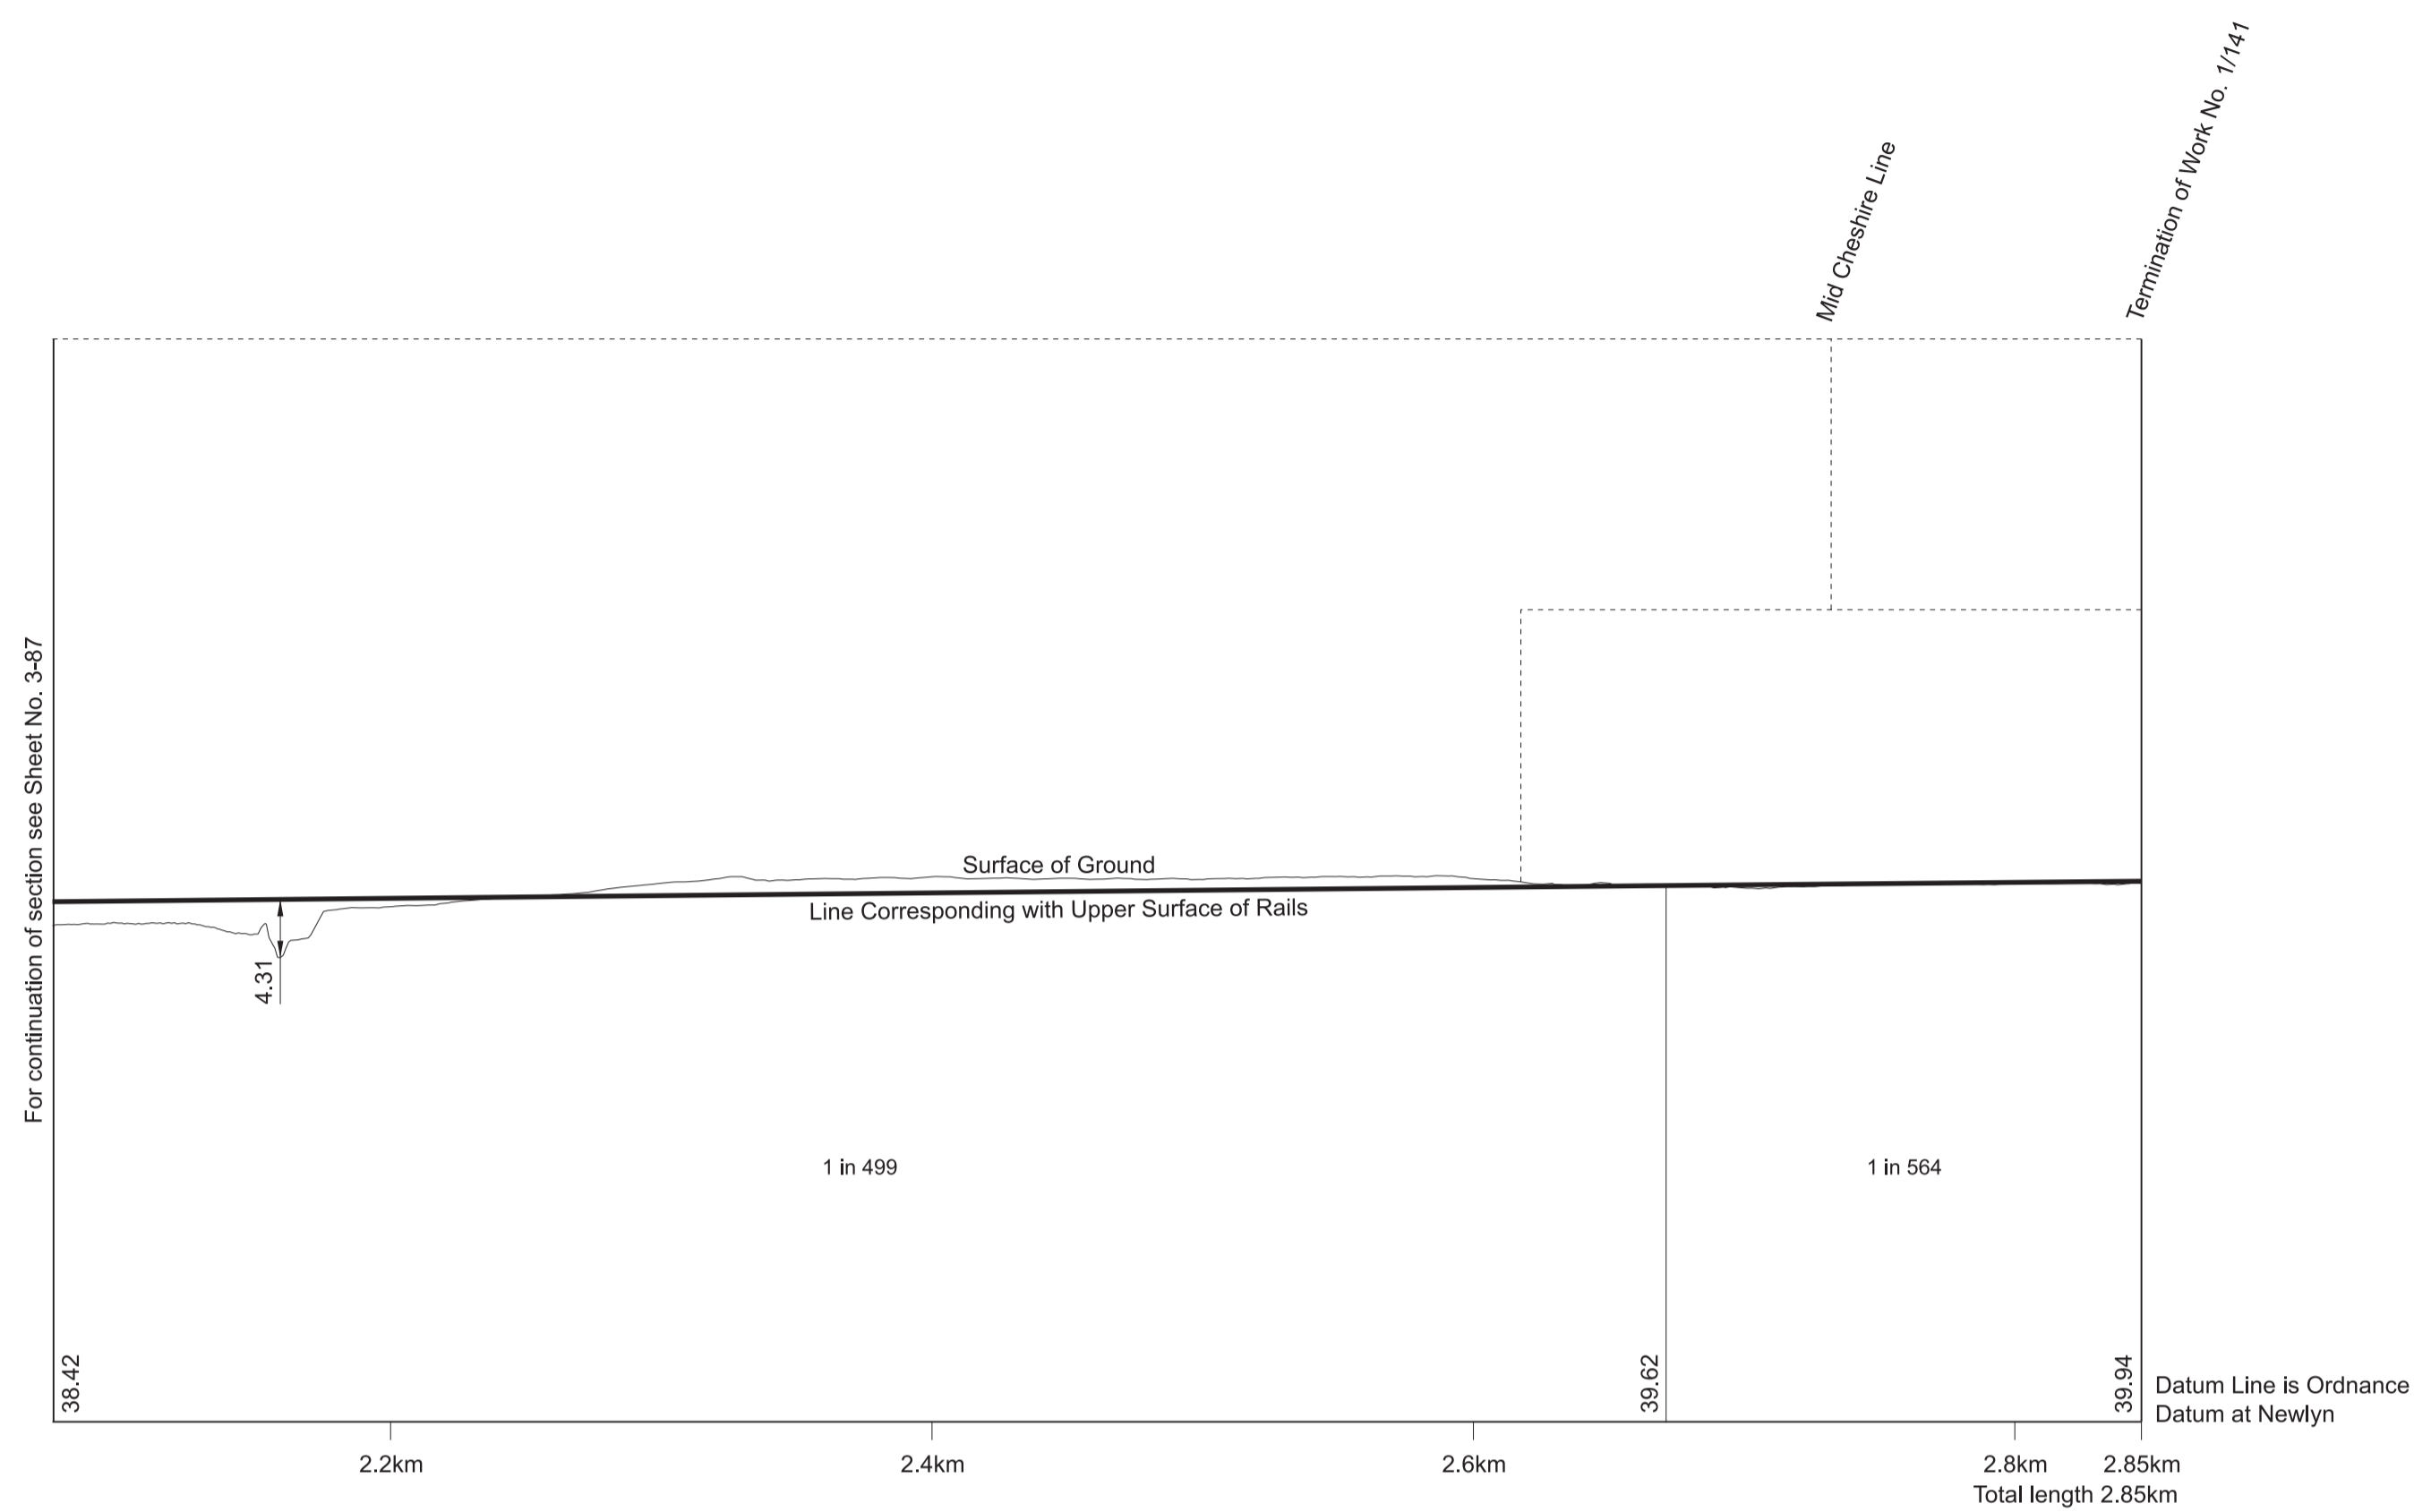 Termination of Work No. 1/141
Mid Cheshire Line
For continuation of section see Sheet No. 3-87
Surface of Ground
Line Corresponding with Upper Surface of Rails
4.31
1 in 499
1 in 564
38.42
39.62
39.94
Datum Line is Ordnance
Datum at Newlyn
2.2km
2.4km
2.6km
2.8km
2.85km
Total length 2.85km